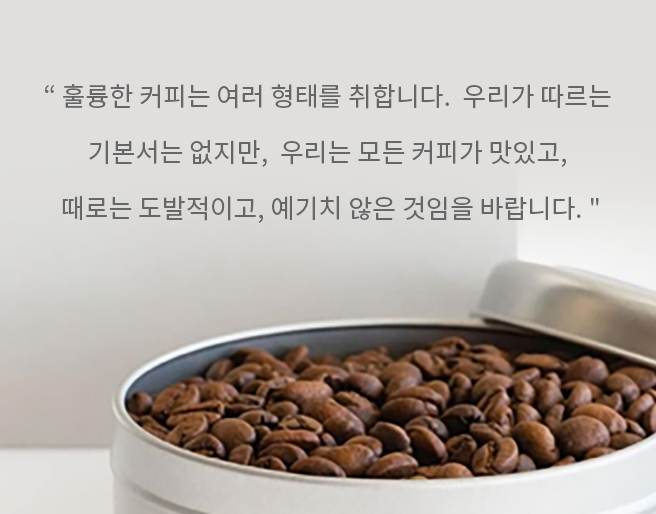 “ 훌륭한 커피는 여러 형태를 취합니다.  우리가 따르는
기본서는 없지만,  우리는 모든 커피가 맛있고,
때로는 도발적이고, 예기치 않은 것임을 바랍니다. "